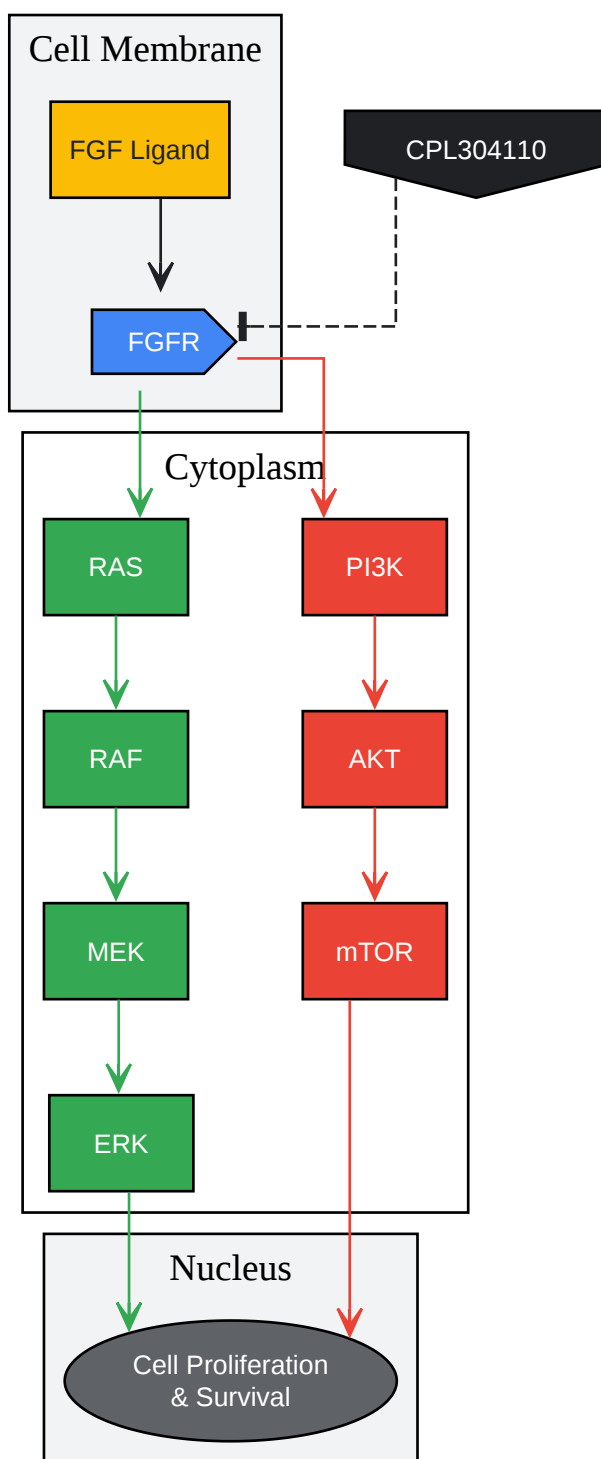 Cell Membrane
FGF Ligand
CPL304110
FGFR
Cytoplasm
RAS
PI3K
RAF
AKT
MEK
mTOR
ERK
Nucleus
Cell Proliferation
& Survival